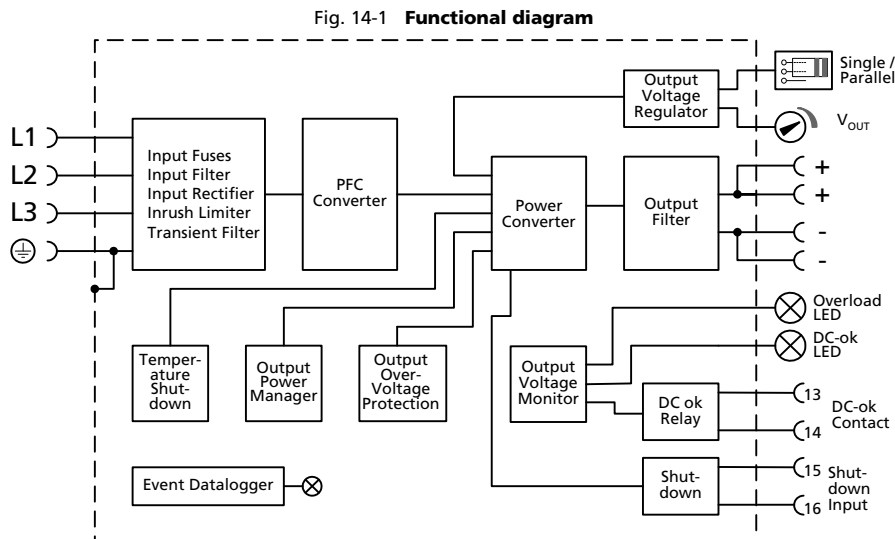 Fig. 14-1 Functional diagram
Output
Voltage
Regulator
Single /
Parallel
VOUT
L1
L2
L3
Input Fuses
Input Filter
Input Rectifier
Inrush Limiter
Transient Filter
PFC
Converter
Power
Converter
Output
Filter
+
+
-
-
Temper-
ature
Shut-
down
Output
Power
Manager
Output
Over-
Voltage
Protection
Output
Voltage
Monitor
Overload
LED
DC-ok
LED
DC ok
Relay
13
14
DC-ok
Contact
Event Datalogger
Shut-
down
15
16
Shut-
down
Input